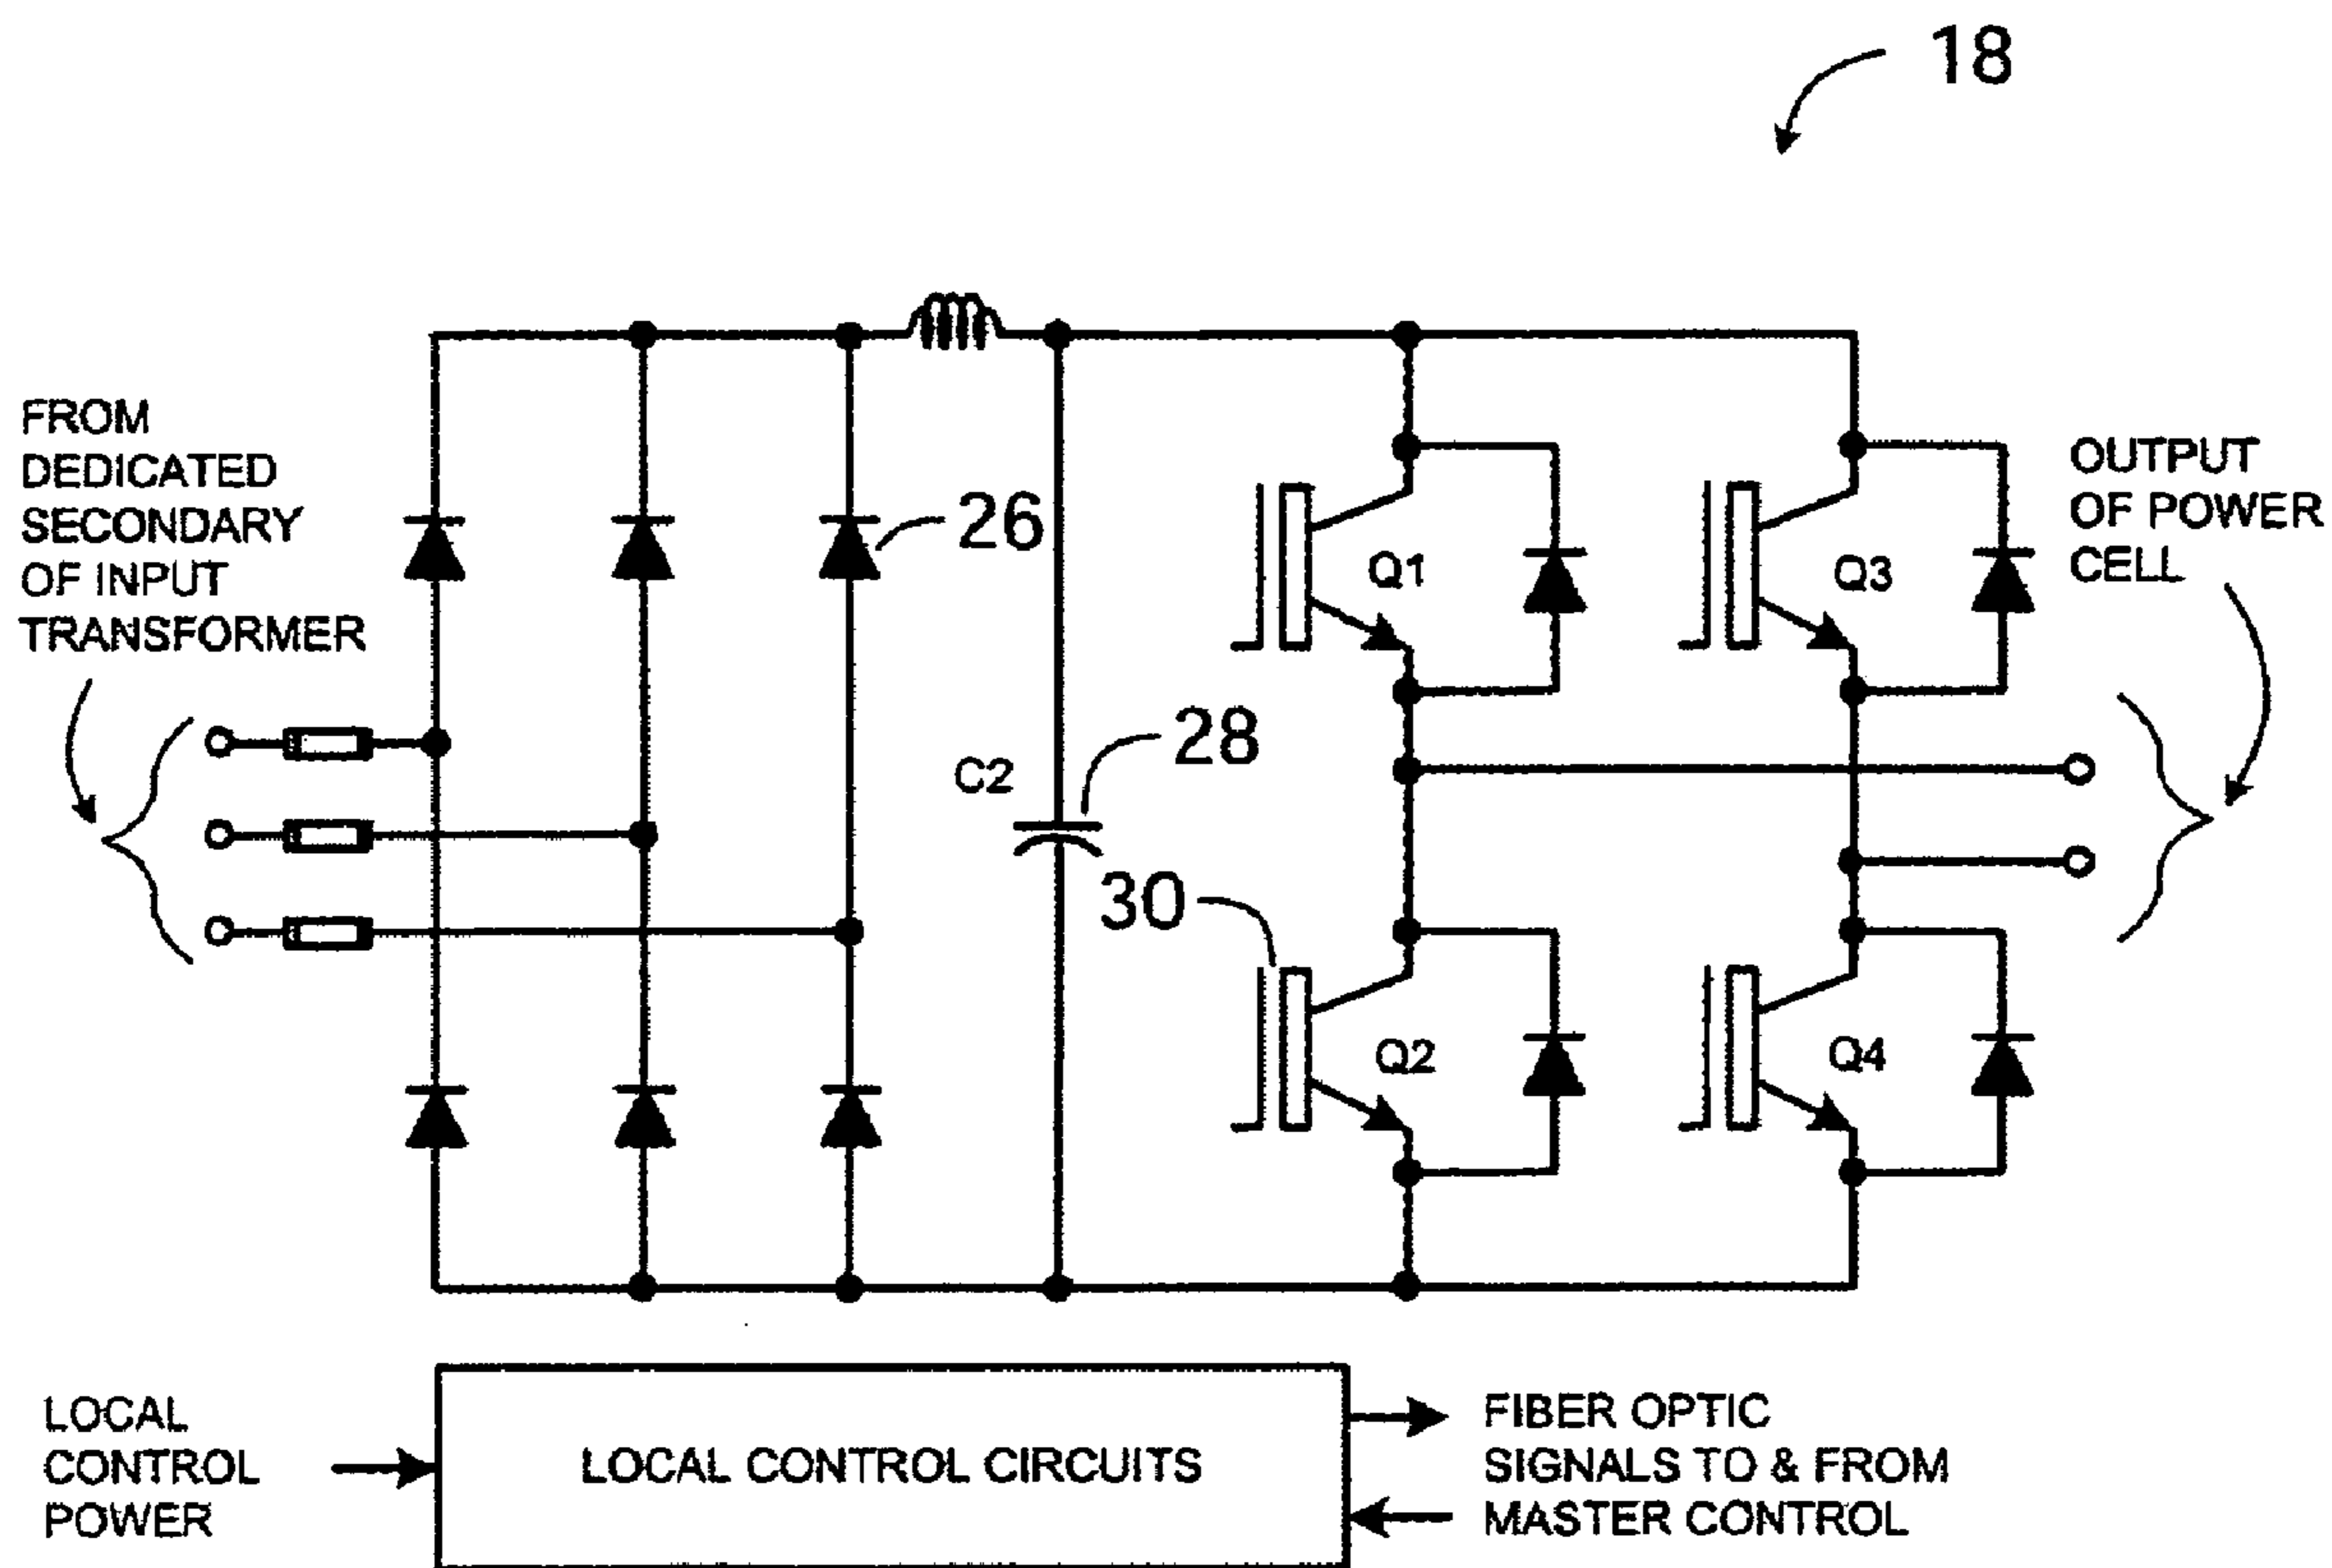 18
FROM
DEDICATED
SECONDARY
OF INPUT
TRANSFORMER
26
Q1
Q3
OUTPUT
OF POWER
CELL
C2
28
30
Q2
Q4
LOCAL
CONTROL
POWER
LOCAL CONTROL CIRCUITS
FIBER OPTIC
SIGNALS TO & FROM
MASTER CONTROL